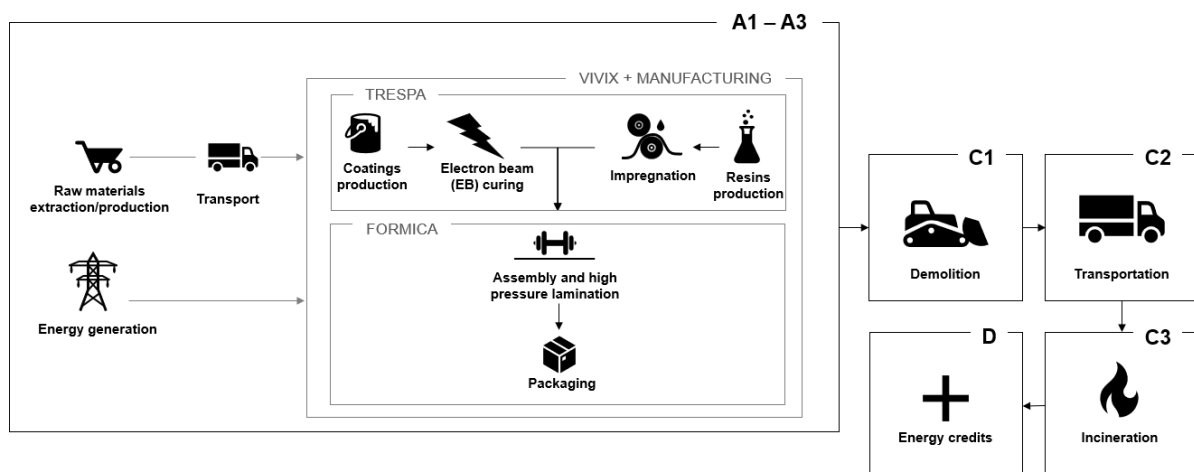 A1 – A3
VIVIX + MANUFACTURING
TRESPA
Coatings
production
Electron beam
(EB) curing
Impregnation
Resins
production
Raw materials
extraction/production
Transport
FORMICA
Assembly and high
pressure lamination
Energy generation
Packaging
C1
Demolition
C2
Transportation
D
Energy credits
C3
Incineration